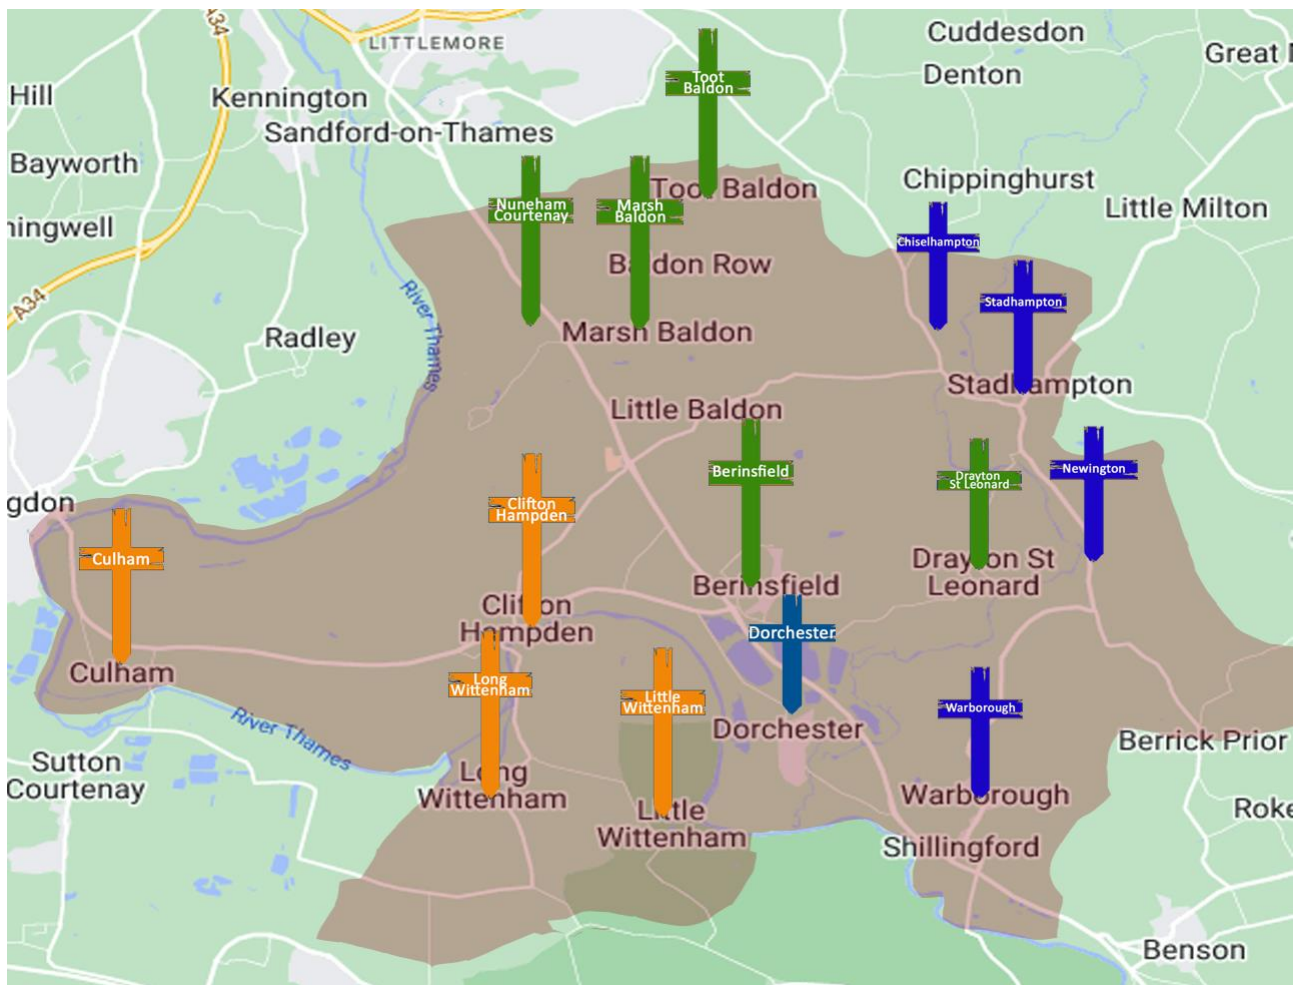 A34
LITTLEMORE
Cuddesdon
Great
Denton
Hill
Kennington
Toot
Baldon
Sandford-on-Thames
Bayworth
Toot Baldon
Chippinghurst
Nuneham
Courtenay
Marsh
Baldon
Little Milton
ningwell
Chiselhampton
Baldon Row
A34
River Thames
Stadhampton
Radley
Marsh Baldon
Stadhampton
Little Baldon
Berinsfield
Drayton
St Leonard
Newington
gdon
Clifton
Hampden
Culham
Drayton St
Leonard
Berinsfield
Clifton
Hampden
Dorchester
Culham
Long
Wittenham
Little
Wittenham
Warborough
River Thames
Dorchester
Berrick Prior
Sutton
Courtenay
Long
Wittenham
Warborough
Little
Wittenham
Roke
Shillingford
Benson